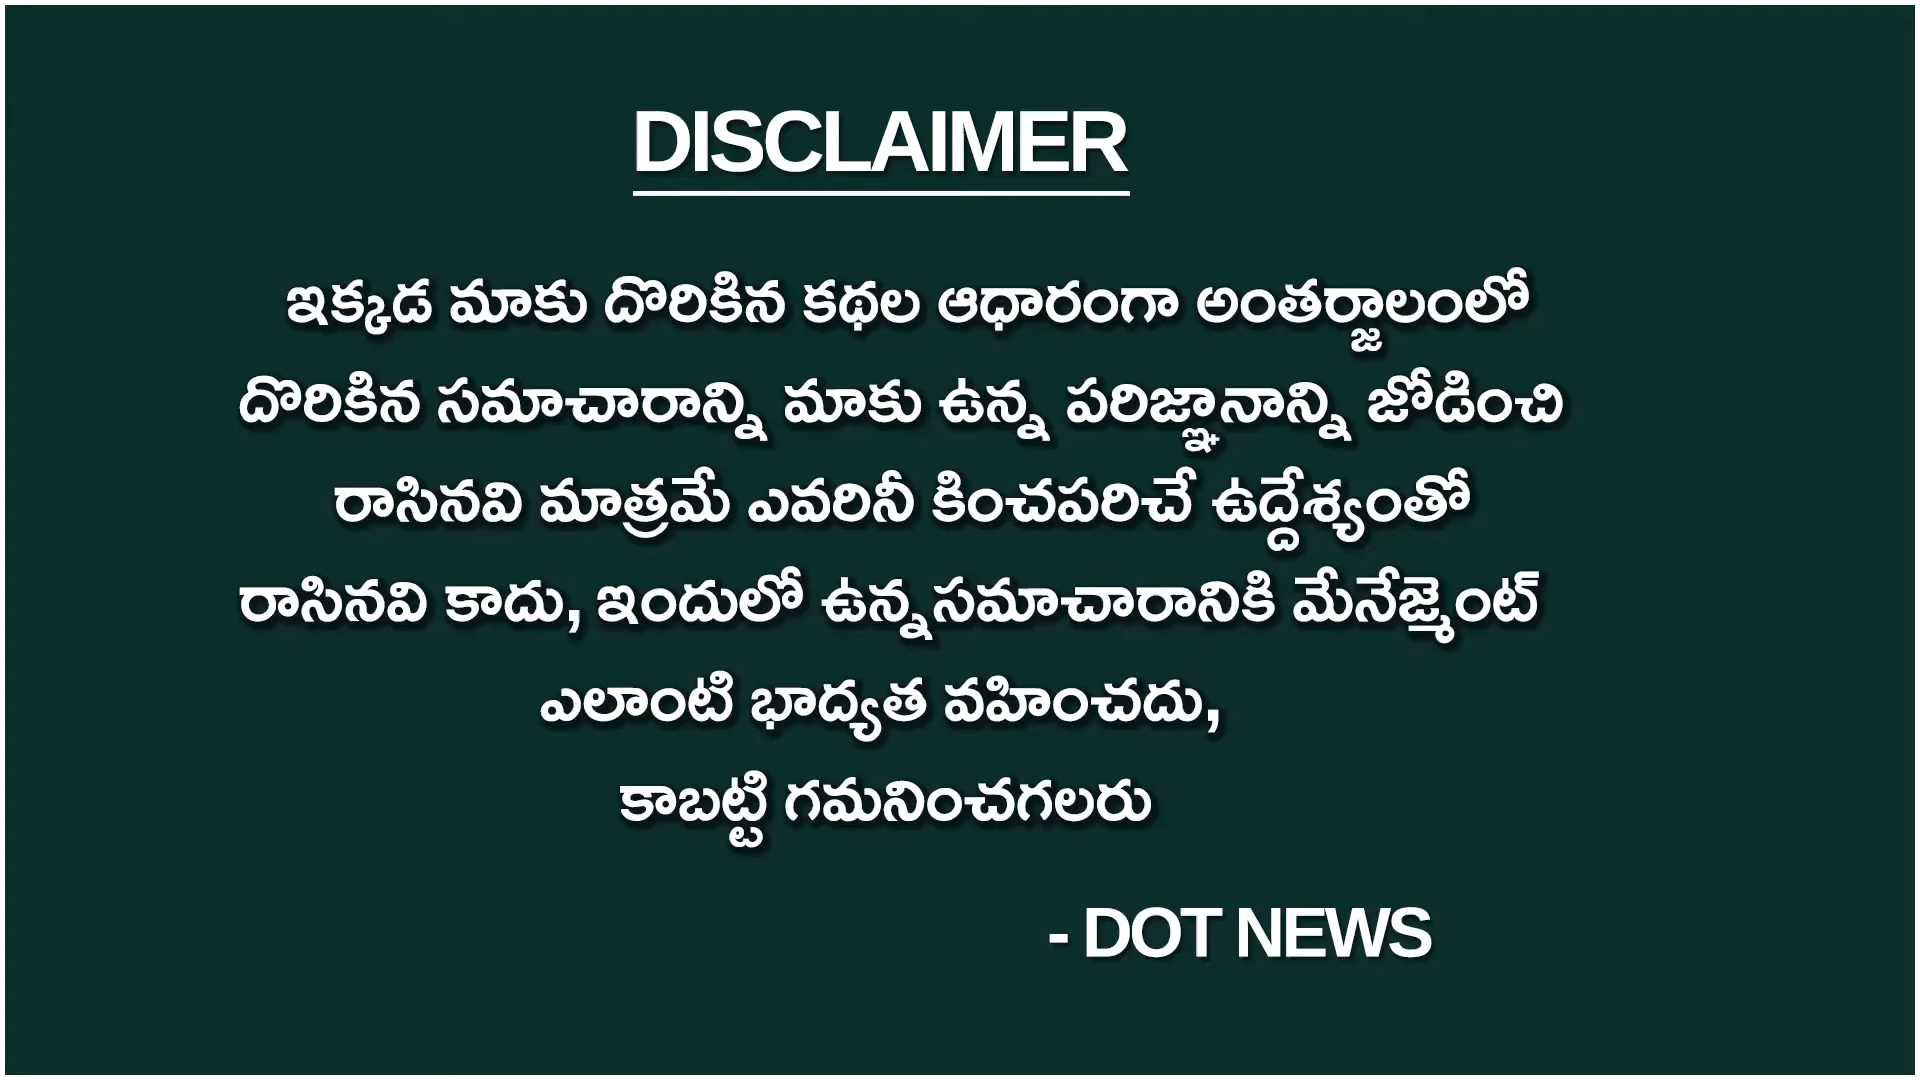 DISCLAIMER
ఇక్కడ మాకు దొరికిన కథల ఆధారంగా అంతర్జాలంలో
దొరికిన సమాచారాన్ని మాకు ఉన్న పరిజ్ఞానాన్ని జోడించి
రాసినవి మాత్రమే ఎవరినీ కించపరిచే ఉద్దేశ్యంతో
రాసినవి కాదు, ఇందులో ఉన్నసమాచారానికి మేనేజ్మెంట్
ఎలాంటి భాద్యత వహించదు,
కాబట్టి గమనించగలరు
- DOT NEWS